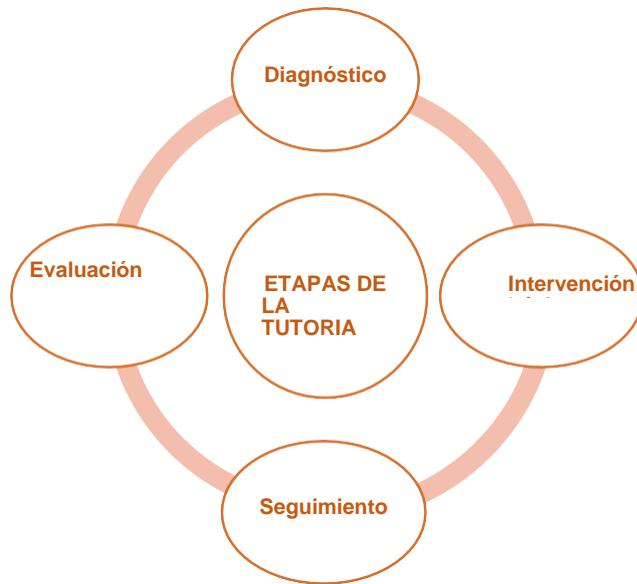 Diagnóstico
Evaluación
Intervención
ETAPAS DE
LA
TUTORIA
Seguimiento